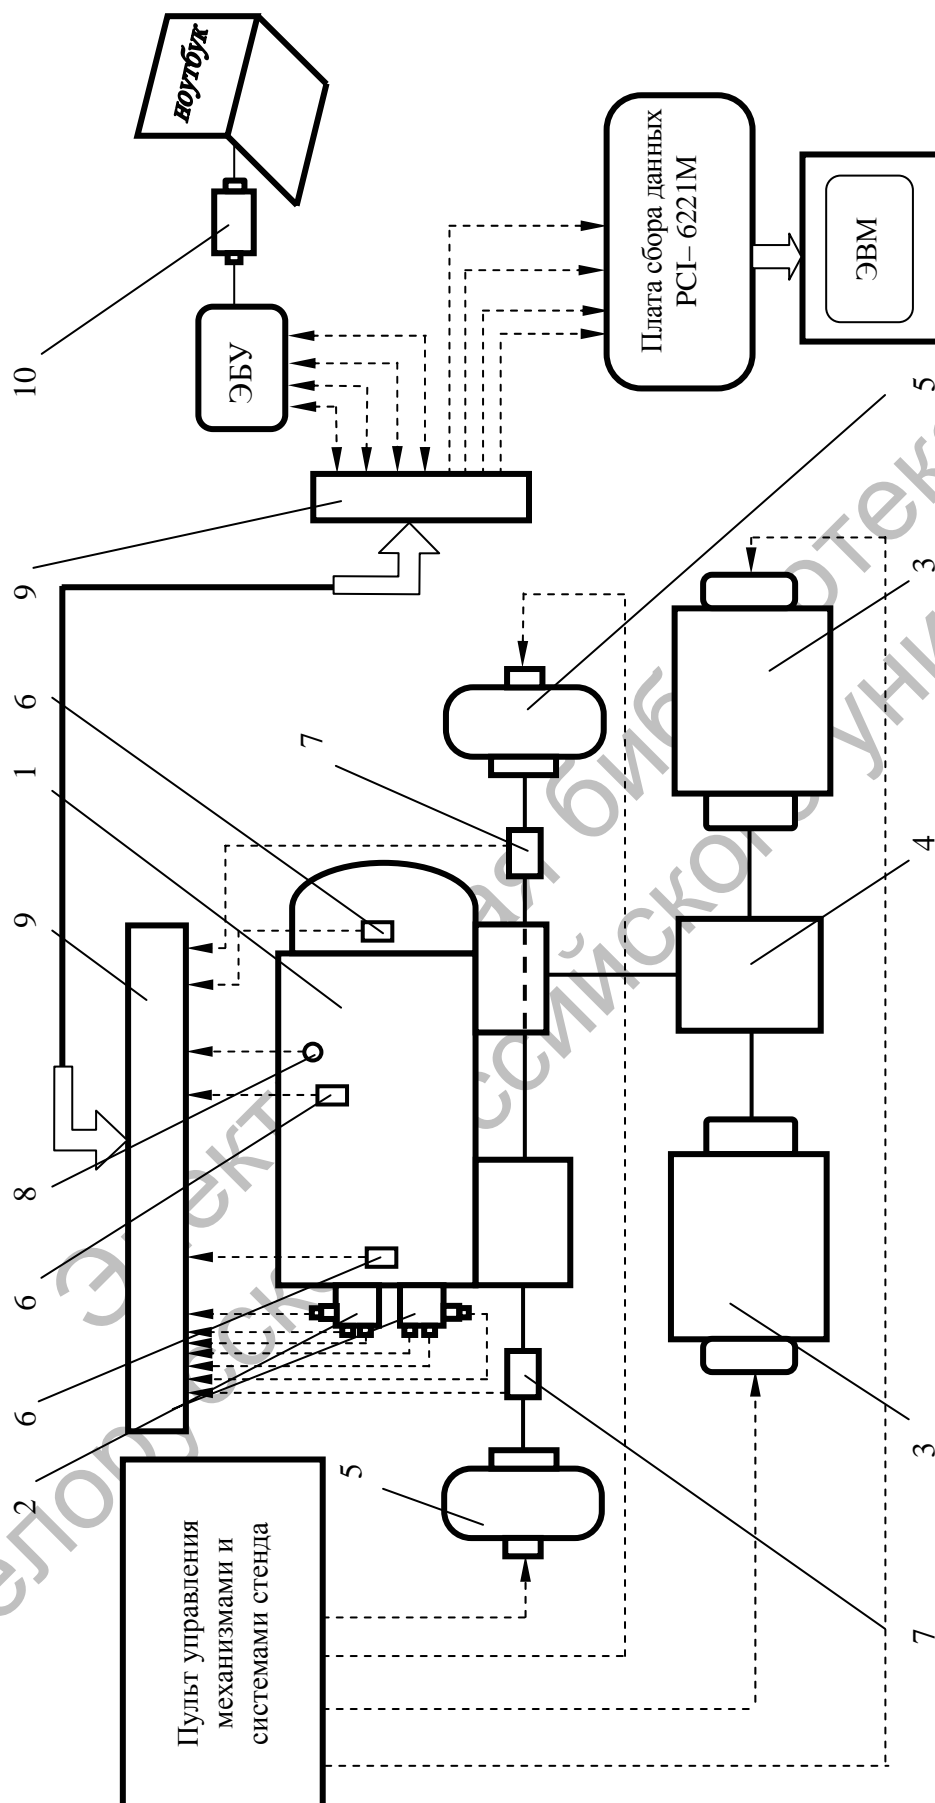 ноутбук
10
ЭБУ
Плата сбора данных
PCI– 6221М
ЭВМ
9
6
1
9
7
5
3
4
8
6
6
2
5
3
7
Пульт управления
механизмами и
системами стенда